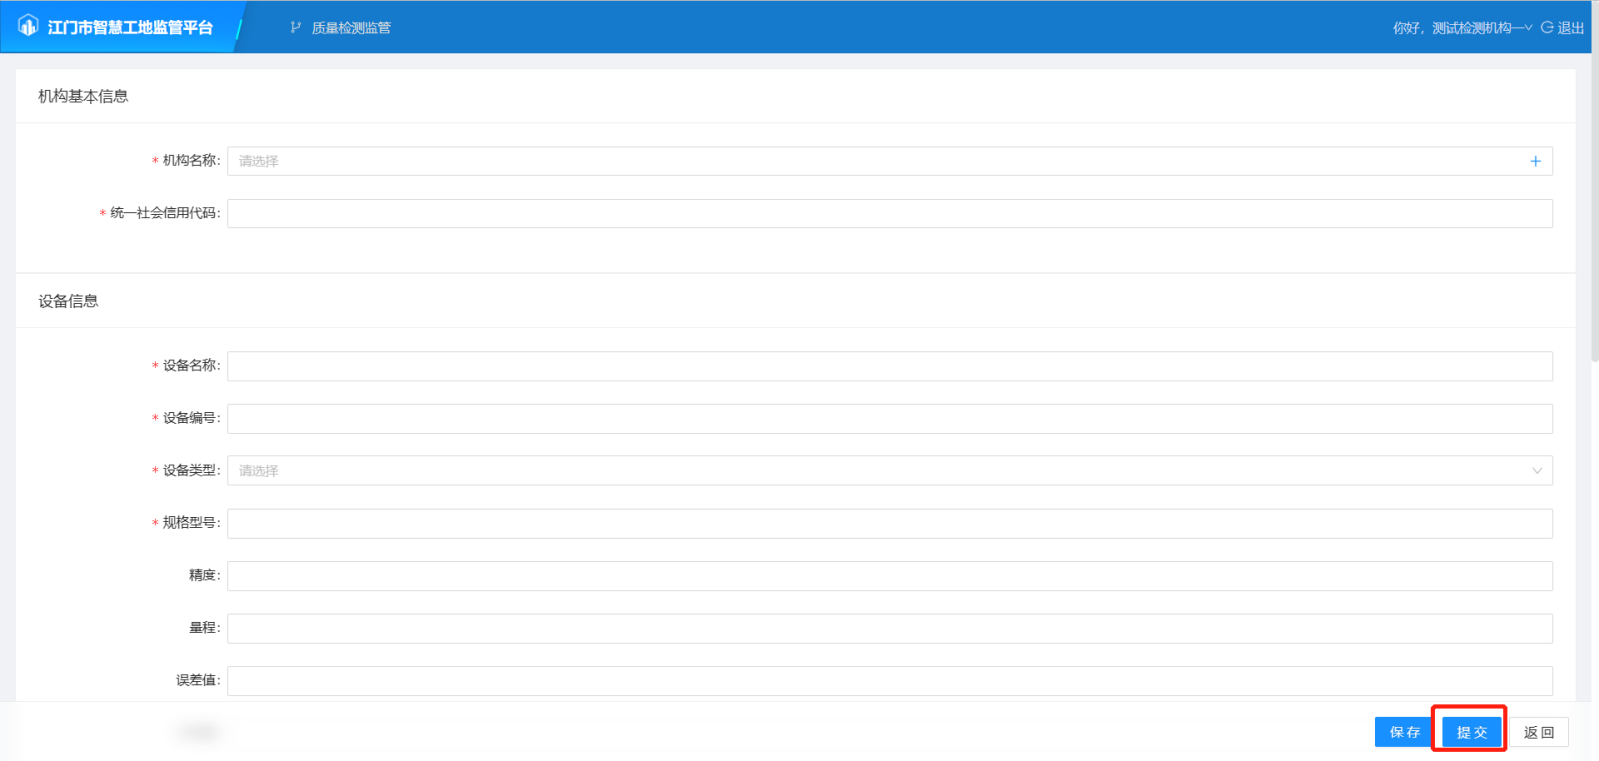 江门市智慧工地监管平台 质量检测监管 你好，测试检测机构一 退出
机构基本信息
* 机构名称: 请选择 +
* 统一社会信用代码:
设备信息
* 设备名称:
* 设备编号:
* 设备类型: 请选择
* 规格型号:
精度:
量程:
误差值:
保存 提交 返回